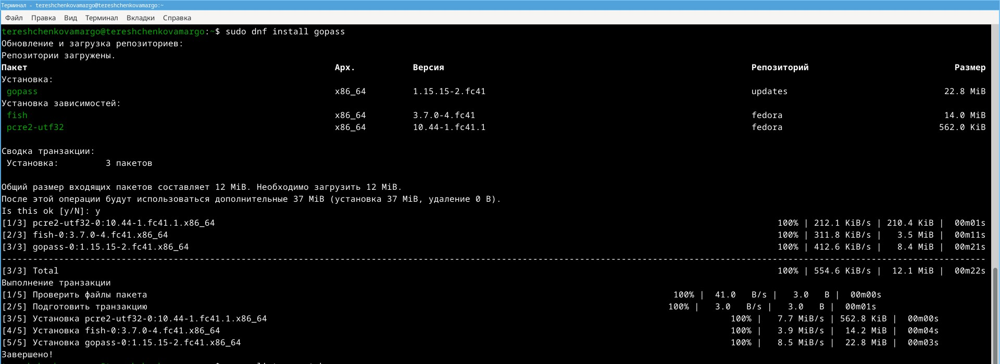 Терминал - tereshchenkovamargo@tereshchenkovamargo:~
Файл Правка Вид Терминал Вкладки Справка
tereshchenkovamargo@tereshchenkovamargo:~$ sudo dnf install gopass
Обновление и загрузка репозиториев:
Репозитории загружены.
Пакет Арх. Версия Репозиторий Размер
Установка:
gopass x86_64 1.15.15-2.fc41 updates 22.8 MiB
Установка зависимостей:
fish x86_64 3.7.0-4.fc41 fedora 14.0 MiB
pcre2-utf32 x86_64 10.44-1.fc41.1 fedora 562.0 KiB
Сводка транзакции:
Установка: 3 пакетов
Общий размер входящих пакетов составляет 12 MiB. Необходимо загрузить 12 MiB.
После этой операции будут использоваться дополнительные 37 MiB (установка 37 MiB, удаление 0 B).
Is this ok [y/N]: y
[1/3] pcre2-utf32-0:10.44-1.fc41.1.x86_64 100% | 212.1 KiB/s | 210.4 KiB | 00m01s
[2/3] fish-0:3.7.0-4.fc41.x86_64 100% | 311.8 KiB/s | 3.5 MiB | 00m11s
[3/3] gopass-0:1.15.15-2.fc41.x86_64 100% | 412.6 KiB/s | 8.4 MiB | 00m21s
--------------------------------------------------------------------------------
[3/3] Total 100% | 554.6 KiB/s | 12.1 MiB | 00m22s
Выполнение транзакции
[1/5] Проверить файлы пакета 100% | 41.0 B/s | 3.0 B | 00m00s
[2/5] Подготовить транзакцию 100% | 3.0 B/s | 3.0 B | 00m01s
[3/5] Установка pcre2-utf32-0:10.44-1.fc41.1.x86_64 100% | 7.7 MiB/s | 562.8 KiB | 00m00s
[4/5] Установка fish-0:3.7.0-4.fc41.x86_64 100% | 3.9 MiB/s | 14.2 MiB | 00m04s
[5/5] Установка gopass-0:1.15.15-2.fc41.x86_64 100% | 8.5 MiB/s | 22.8 MiB | 00m03s
Завершено!